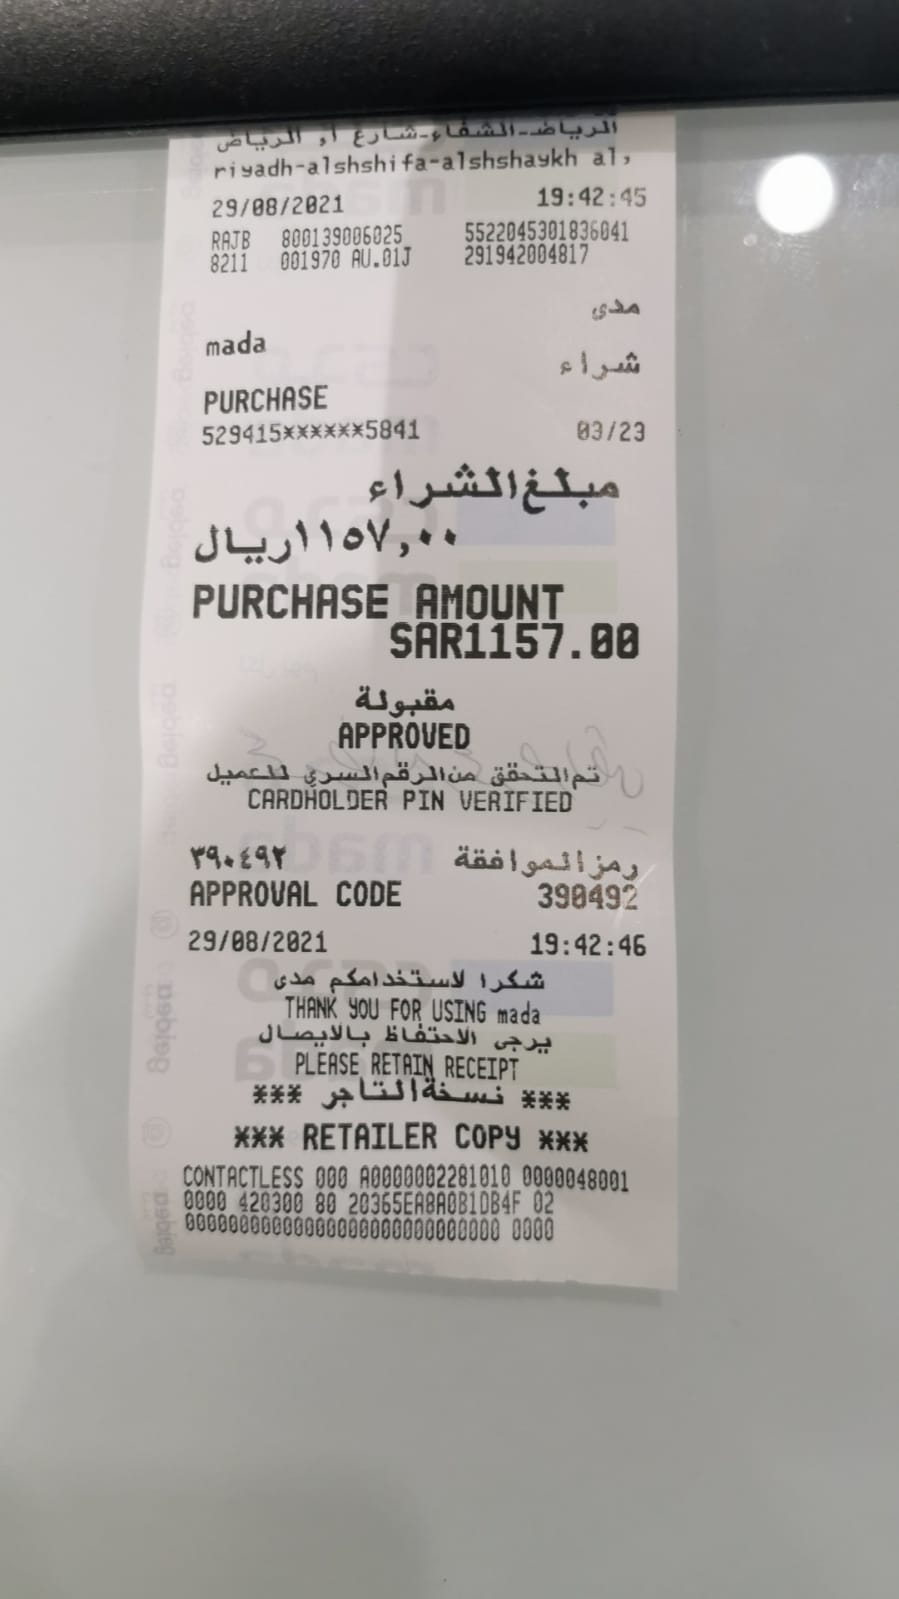 الرياض-الشفاء-شارع أ, الرياض
riyadh-alshshifa-alshshaykh al,
29/08/2021 19:42:45
RAJB 800139006025 5522045301836041
8211 001970 AU.01J 291942004817
مدى
mada
شراء
PURCHASE
529415******5841 03/23
مبلغ الشراء
١١٥٧,٠٠ريال
PURCHASE AMOUNT
SAR1157.00
مقبولة
APPROVED
تم التحقق من الرقم السري للعميل
CARDHOLDER PIN VERIFIED
رمز الموافقة ٣٩٠٤٩٢
APPROVAL CODE 390492
29/08/2021 19:42:46
شكرا لاستخدامكم مدى
THANK YOU FOR USING mada
يرجى الاحتفاظ بالايصال
PLEASE RETAIN RECEIPT
*** نسخة التاجر ***
*** RETAILER COPY ***
CONTACTLESS 000 A0000002281010 0000048001
0000 420300 80 20365EA8A0B1DB4F 02